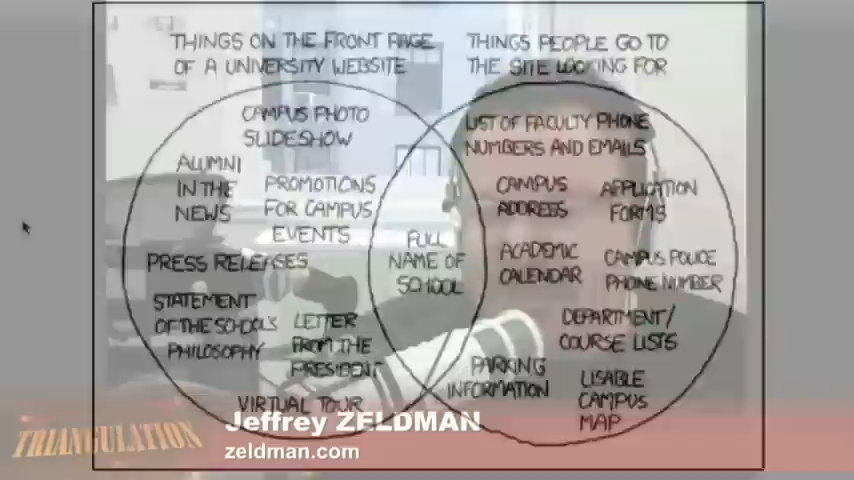 THINGS ON THE FRONT PAGE
OF A UNIVERSITY WEBSITE
THINGS PEOPLE GO TO
THE SITE LOOKING FOR
CAMPUS PHOTO
SLIDESHOW
ALUMNI
IN THE
NEWS
PROMOTIONS
FOR CAMPUS
EVENTS
PRESS RELEASES
STATEMENT
OF THE SCHOOL'S
PHILOSOPHY
LETTER
FROM THE
PRESIDENT
VIRTUAL TOUR
FULL
NAME OF
SCHOOL
LIST OF FACULTY PHONE
NUMBERS AND EMAILS
CAMPUS
ADDRESS
APPLICATION
FORMS
ACADEMIC
CALENDAR
CAMPUS POLICE
PHONE NUMBER
DEPARTMENT/
COURSE LISTS
PARKING
INFORMATION
USABLE
CAMPUS
MAP
TRIANGULATION
Jeffrey ZELDMAN
zeldman.com